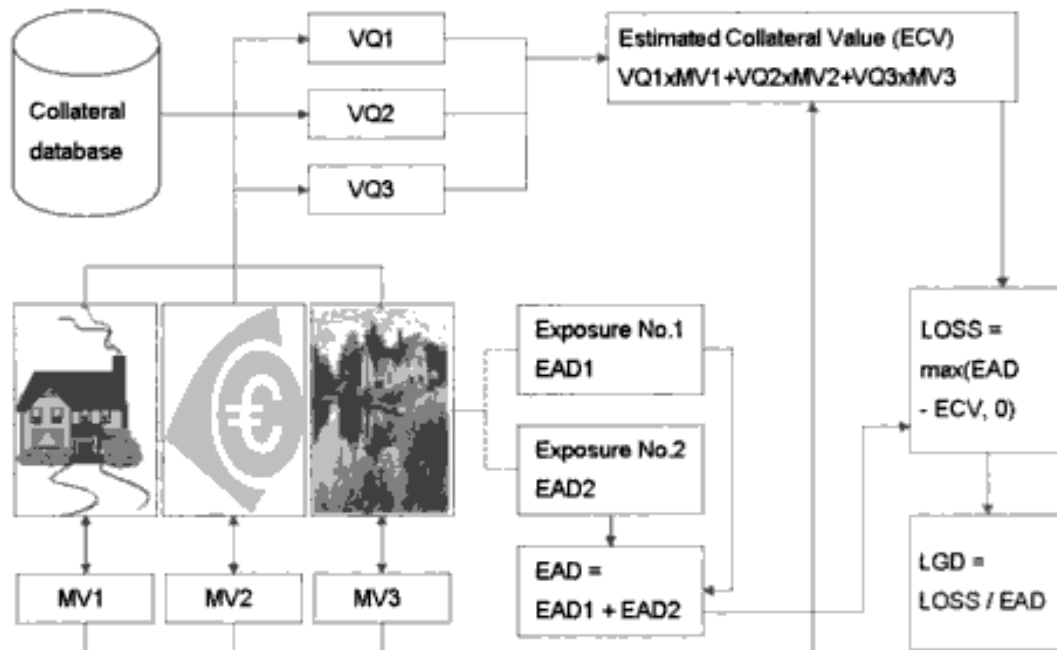 Collateral
database
VQ1
VQ2
VQ3
Estimated Collateral Value (ECV)
VQ1xMV1+VQ2xMV2+VQ3xMV3
€
Exposure No.1
EAD1
Exposure No.2
EAD2
EAD =
EAD1 + EAD2
LOSS =
max(EAD
- ECV, 0)
LGD =
LOSS / EAD
MV1
MV2
MV3